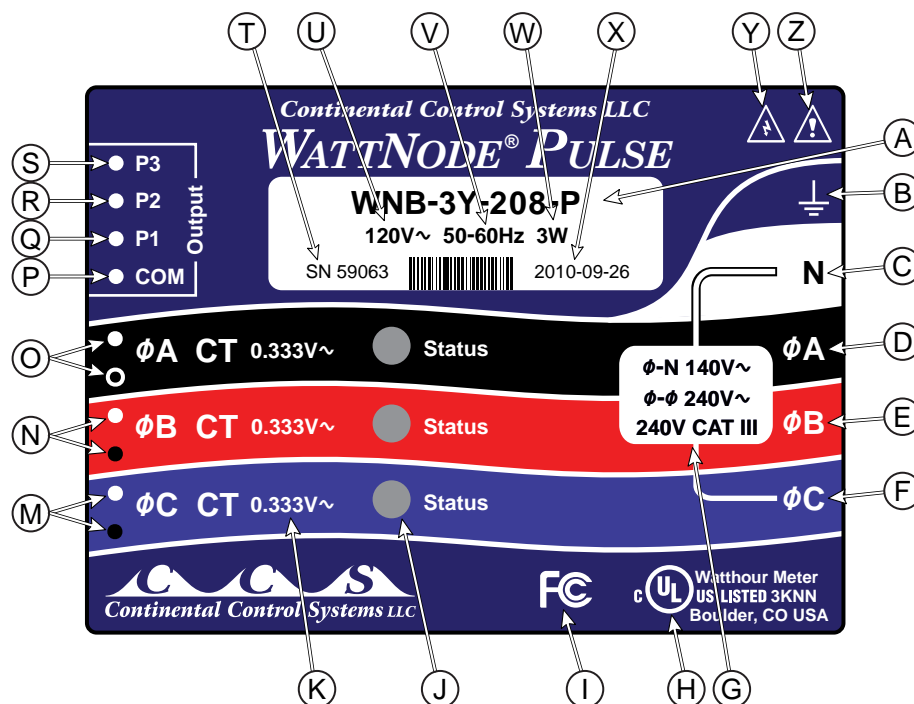 T U V W X Y Z
Continental Control Systems LLC
WATTNODE® PULSE
A
S P3
R P2
Q P1
P COM
Output
WNB-3Y-208-P
120V~ 50-60Hz 3W
SN 59063 2010-09-26
B
N C
O ϕA CT 0.333V~ Status ϕA D
ϕ-N 140V~
ϕ-ϕ 240V~
240V CAT III
N ϕB CT 0.333V~ Status ϕB E
M ϕC CT 0.333V~ Status ϕC F
C C S
Continental Control Systems LLC
FC
c UL US LISTED
Watthour Meter
3KNN
Boulder, CO USA
K J I H G